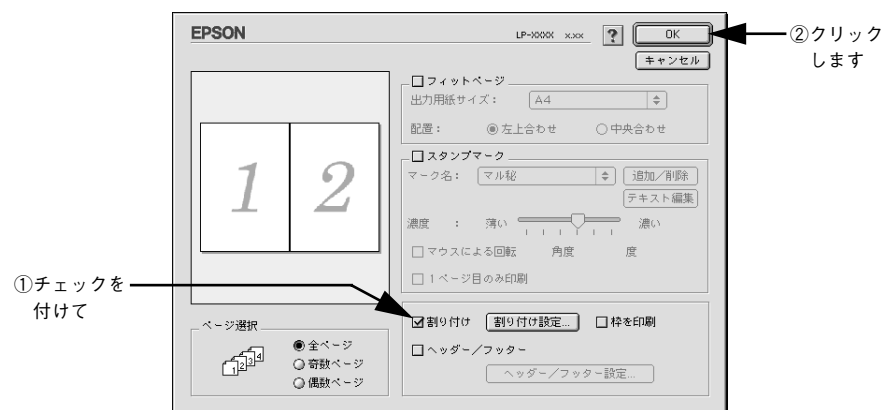 EPSON
LP-XXXX x.xx
?
OK
キャンセル
②クリック
します
フィットページ
出力用紙サイズ：
A4
配置：
左上合わせ
中央合わせ
1 2
スタンプマーク
マーク名：
マル秘
追加／削除
テキスト編集
濃度 ：
薄い
濃い
マウスによる回転
角度
度
1ページ目のみ印刷
①チェックを
付けて
割り付け
割り付け設定...
枠を印刷
ヘッダー／フッター
ヘッダー／フッター設定...
ページ選択
1 2 3 4
全ページ
奇数ページ
偶数ページ